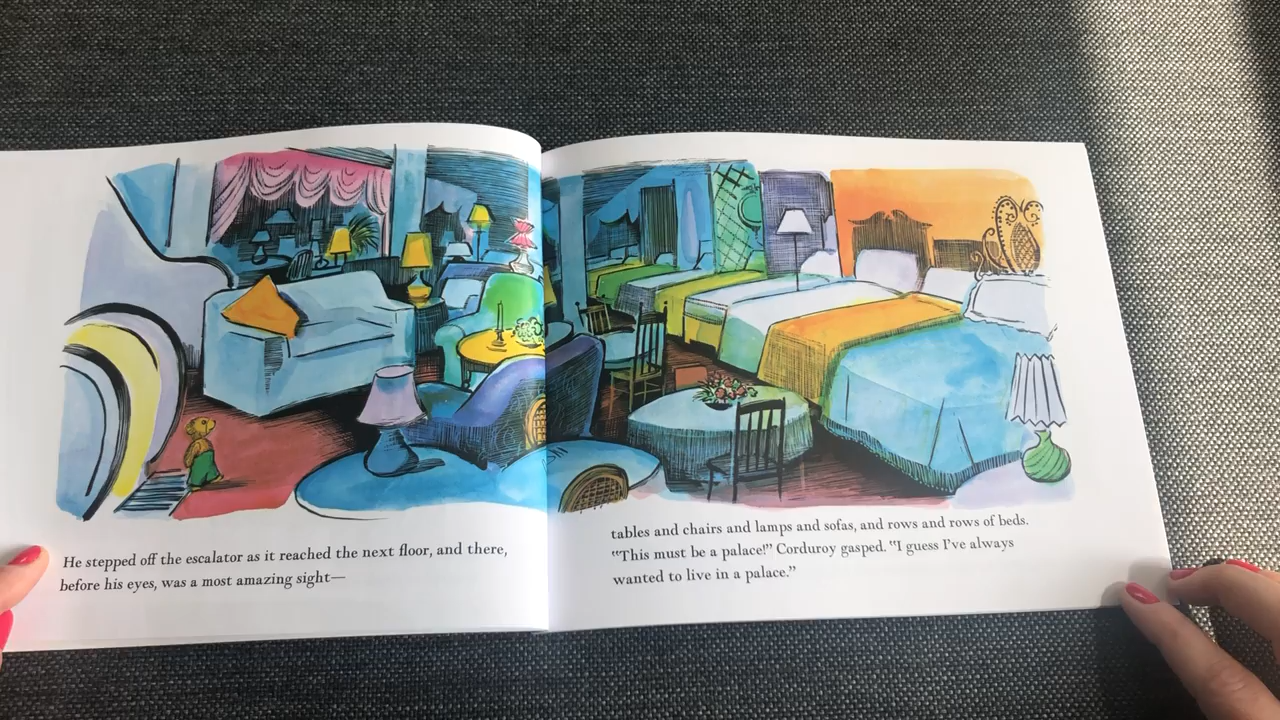 He stepped off the escalator as it reached the next floor, and there,
before his eyes, was a most amazing sight—
tables and chairs and lamps and sofas, and rows and rows of beds.
“This must be a palace!” Corduroy gasped. “I guess I’ve always
wanted to live in a palace.”